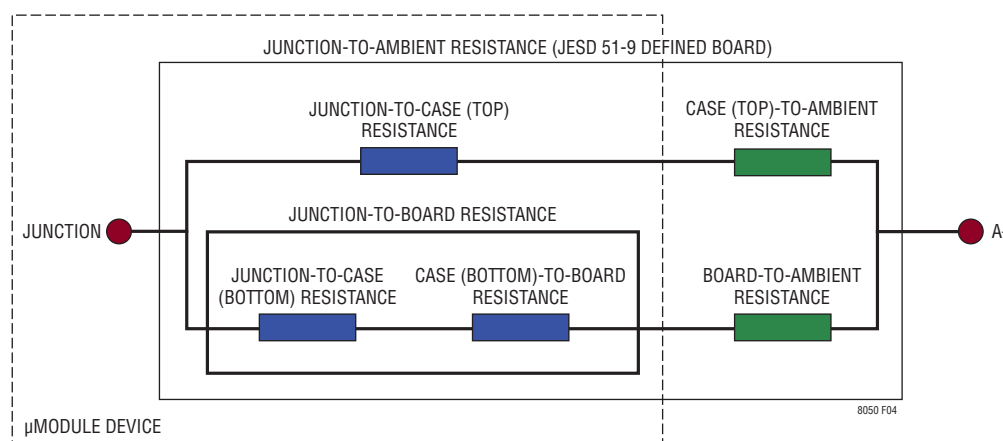 JUNCTION-TO-AMBIENT RESISTANCE (JESD 51-9 DEFINED BOARD)
JUNCTION-TO-CASE (TOP)
RESISTANCE
CASE (TOP)-TO-AMBIENT
RESISTANCE
JUNCTION
JUNCTION-TO-BOARD RESISTANCE
JUNCTION-TO-CASE
(BOTTOM) RESISTANCE
CASE (BOTTOM)-TO-BOARD
RESISTANCE
BOARD-TO-AMBIENT
RESISTANCE
8050 F04
µMODULE DEVICE